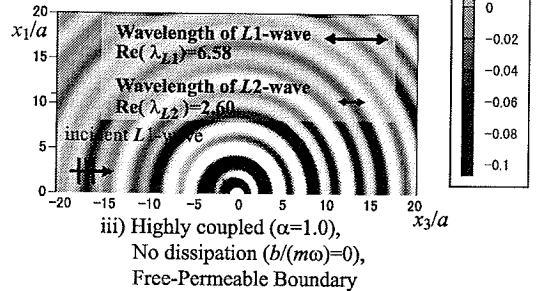 x₁/a
20
15
10
5
0
Wavelength of L1-wave
Re(λ_L1)=6.58
Wavelength of L2-wave
Re(λ_L2)=2.60
incident L1-wave
-20 -15 -10 -5 0 5 10 15 20
x₃/a
0
-0.02
-0.04
-0.06
-0.08
-0.1
iii) Highly coupled (α=1.0),
No dissipation (b/(mω)=0),
Free-Permeable Boundary